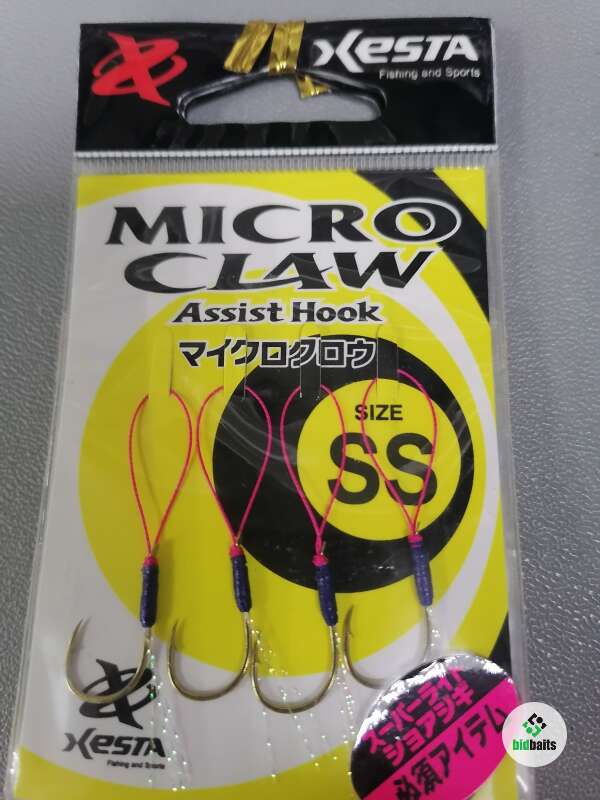 XESTA
Fishing and Sports
MICRO
CLAW
Assist Hook
マイクロクロウ
SIZE
SS
XESTA
Fishing and Sports
スーパーライト
ショアジギ
必須アイテム
bidbaits